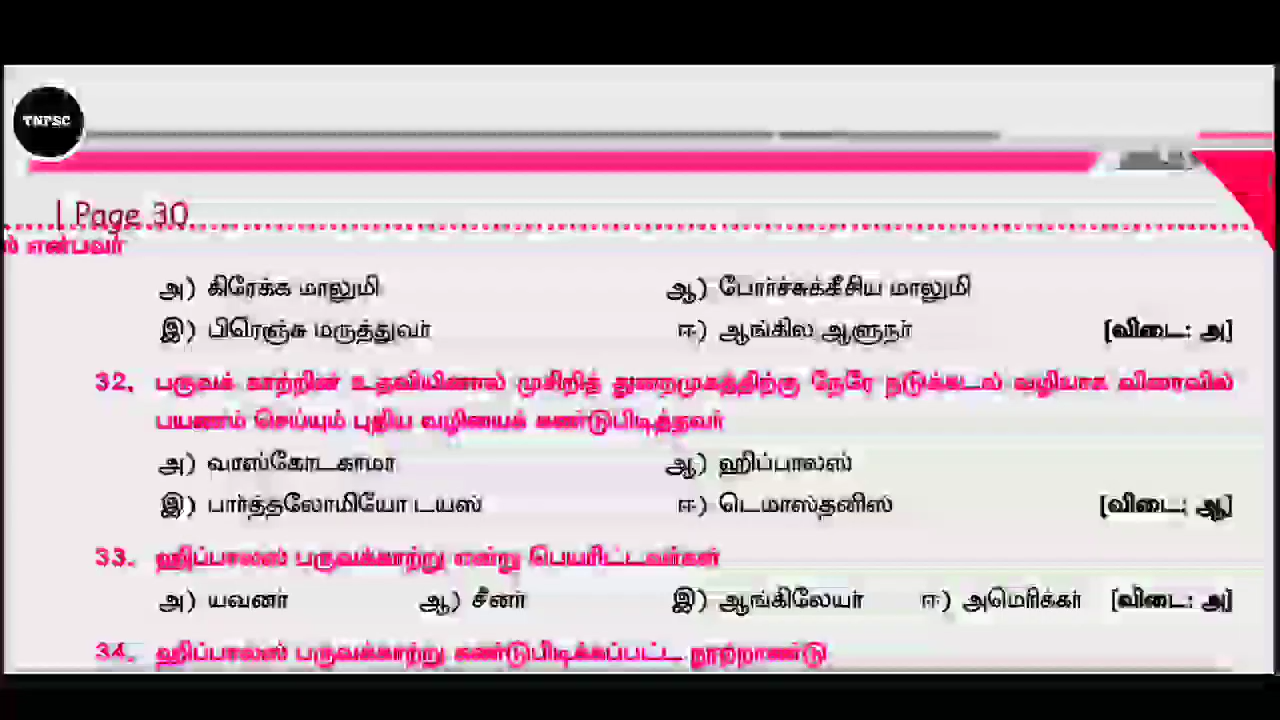 TNPSC
| Page 30
ல் என்பவர்
அ) கிரேக்க மாலுமி ஆ) போர்ச்சுக்கீசிய மாலுமி
இ) பிரெஞ்சு மருத்துவர் ஈ) ஆங்கில ஆளுநர் [விடை: அ]
32. பருவக் காற்றின் உதவியினால் முசிறித் துறைமுகத்திற்கு நேரே நடுக்கடல் வழியாக விரைவில்
பயணம் செய்யும் புதிய வழியைக் கண்டுபிடித்தவர்
அ) வாஸ்கோடகாமா ஆ) ஹிப்பாலஸ்
இ) பார்த்தலோமியோ டயஸ் ஈ) டெமாஸ்தனிஸ் [விடை: ஆ]
33. ஹிப்பாலஸ் பருவக்காற்று என்று பெயரிட்டவர்கள்
அ) யவனர் ஆ) சீனர் இ) ஆங்கிலேயர் ஈ) அமெரிக்கர் [விடை: அ]
34. ஹிப்பாலஸ் பருவக்காற்று கண்டுபிடிக்கப்பட்ட நூற்றாண்டு